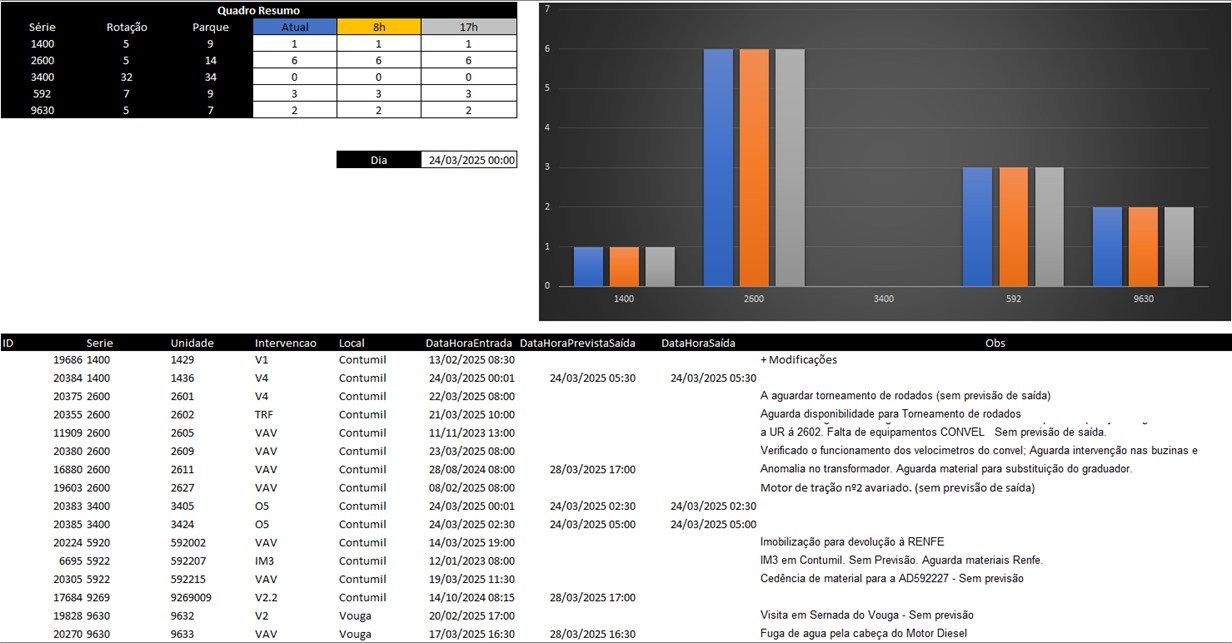 Quadro Resumo
Série Rotação Parque Atual 8h 17h
1400 5 9 1 1 1
2600 5 14 6 6 6
3400 32 34 0 0 0
592 7 9 3 3 3
9630 5 7 2 2 2
Dia 24/03/2025 00:00
7
6
5
4
3
2
1
0
1400 2600 3400 592 9630
ID Serie Unidade Intervencao Local DataHoraEntrada DataHoraPrevistaSaída DataHoraSaída Obs
19686 1400 1429 V1 Contumil 13/02/2025 08:30 + Modificações
20384 1400 1436 V4 Contumil 24/03/2025 00:01 24/03/2025 05:30 24/03/2025 05:30
20375 2600 2601 V4 Contumil 22/03/2025 08:00 A aguardar torneamento de rodados (sem previsão de saída)
20355 2600 2602 TRF Contumil 21/03/2025 10:00 Aguarda disponibilidade para Torneamento de rodados
11909 2600 2605 VAV Contumil 11/11/2023 13:00 a UR á 2602. Falta de equipamentos CONVEL Sem previsão de saída.
20380 2600 2609 VAV Contumil 23/03/2025 08:00 Verificado o funcionamento dos velocimetros do convel; Aguarda intervenção nas buzinas e
16880 2600 2611 VAV Contumil 28/08/2024 08:00 28/03/2025 17:00 Anomalia no transformador. Aguarda material para substituição do graduador.
19603 2600 2627 VAV Contumil 08/02/2025 08:00 Motor de tração nº2 avariado. (sem previsão de saída)
20383 3400 3405 O5 Contumil 24/03/2025 00:01 24/03/2025 02:30 24/03/2025 02:30
20385 3400 3424 O5 Contumil 24/03/2025 02:30 24/03/2025 05:00 24/03/2025 05:00
20224 5920 592002 VAV Contumil 14/03/2025 19:00 Imobilização para devolução à RENFE
6695 5922 592207 IM3 Contumil 12/01/2023 08:00 IM3 em Contumil. Sem Previsão. Aguarda materiais Renfe.
20305 5922 592215 VAV Contumil 19/03/2025 11:30 Cedência de material para a AD592227 - Sem previsão
17684 9269 9269009 V2.2 Contumil 14/10/2024 08:15 28/03/2025 17:00
19828 9630 9632 V2 Vouga 20/02/2025 17:00 Visita em Sernada do Vouga - Sem previsão
20270 9630 9633 VAV Vouga 17/03/2025 16:30 28/03/2025 16:30 Fuga de agua pela cabeça do Motor Diesel